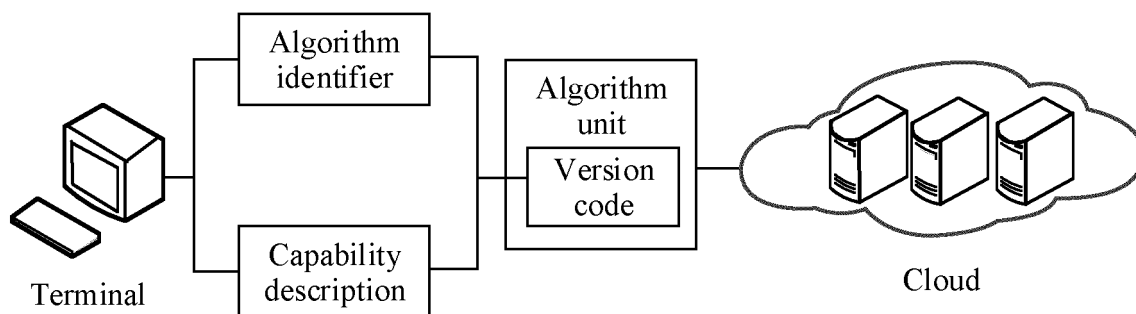 Algorithm
identifier
Algorithm
unit
Version
code
Capability
description
Terminal
Cloud